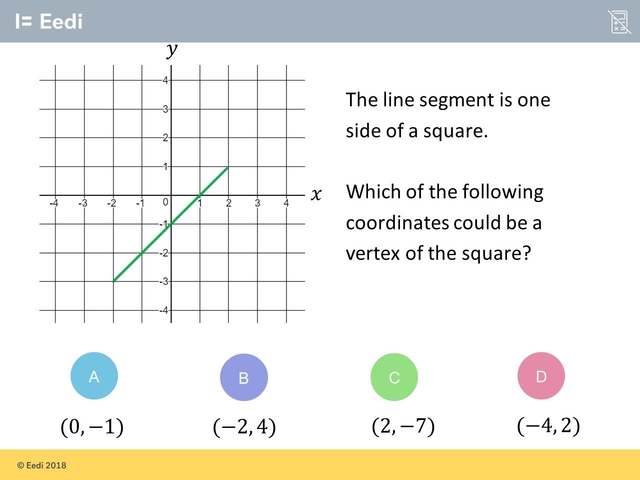 Eedi
y
4
3
2
1
-4 -3 -2 -1 0 1 2 3 4 x
-1
-2
-3
-4
The line segment is one
side of a square.
Which of the following
coordinates could be a
vertex of the square?
A B C D
(0, −1) (−2, 4) (2, −7) (−4, 2)
© Eedi 2018